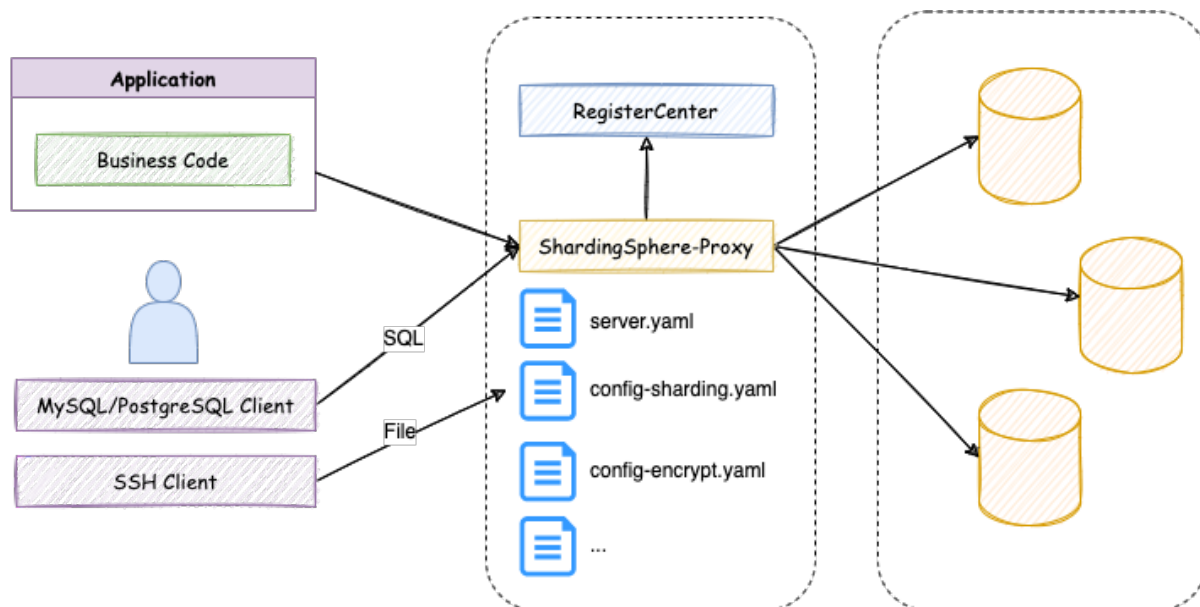 Application
Business Code
RegisterCenter
ShardingSphere-Proxy
SQL
MySQL/PostgreSQL Client
File
SSH Client
server.yaml
config-sharding.yaml
config-encrypt.yaml
...